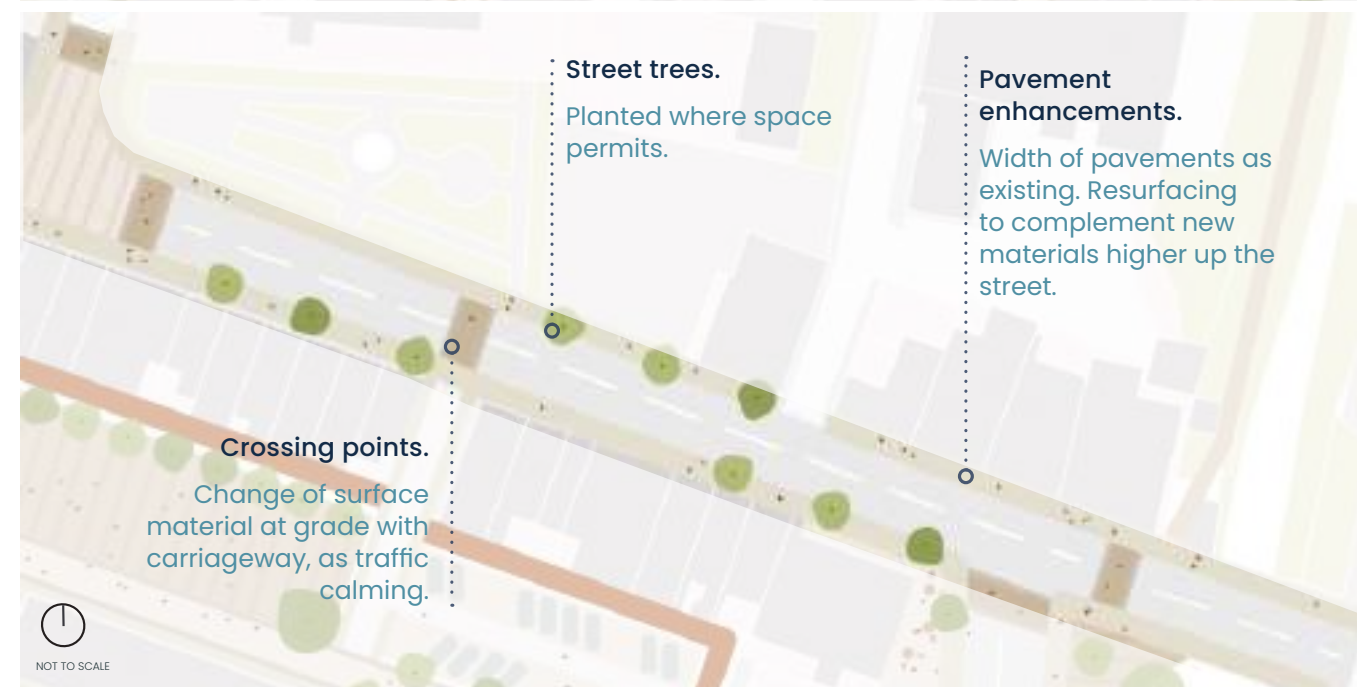 Street trees.
Planted where space
permits.
Pavement
enhancements.
Width of pavements as
existing. Resurfacing
to complement new
materials higher up the
street.
Crossing points.
Change of surface
material at grade with
carriageway, as traffic
calming.
NOT TO SCALE